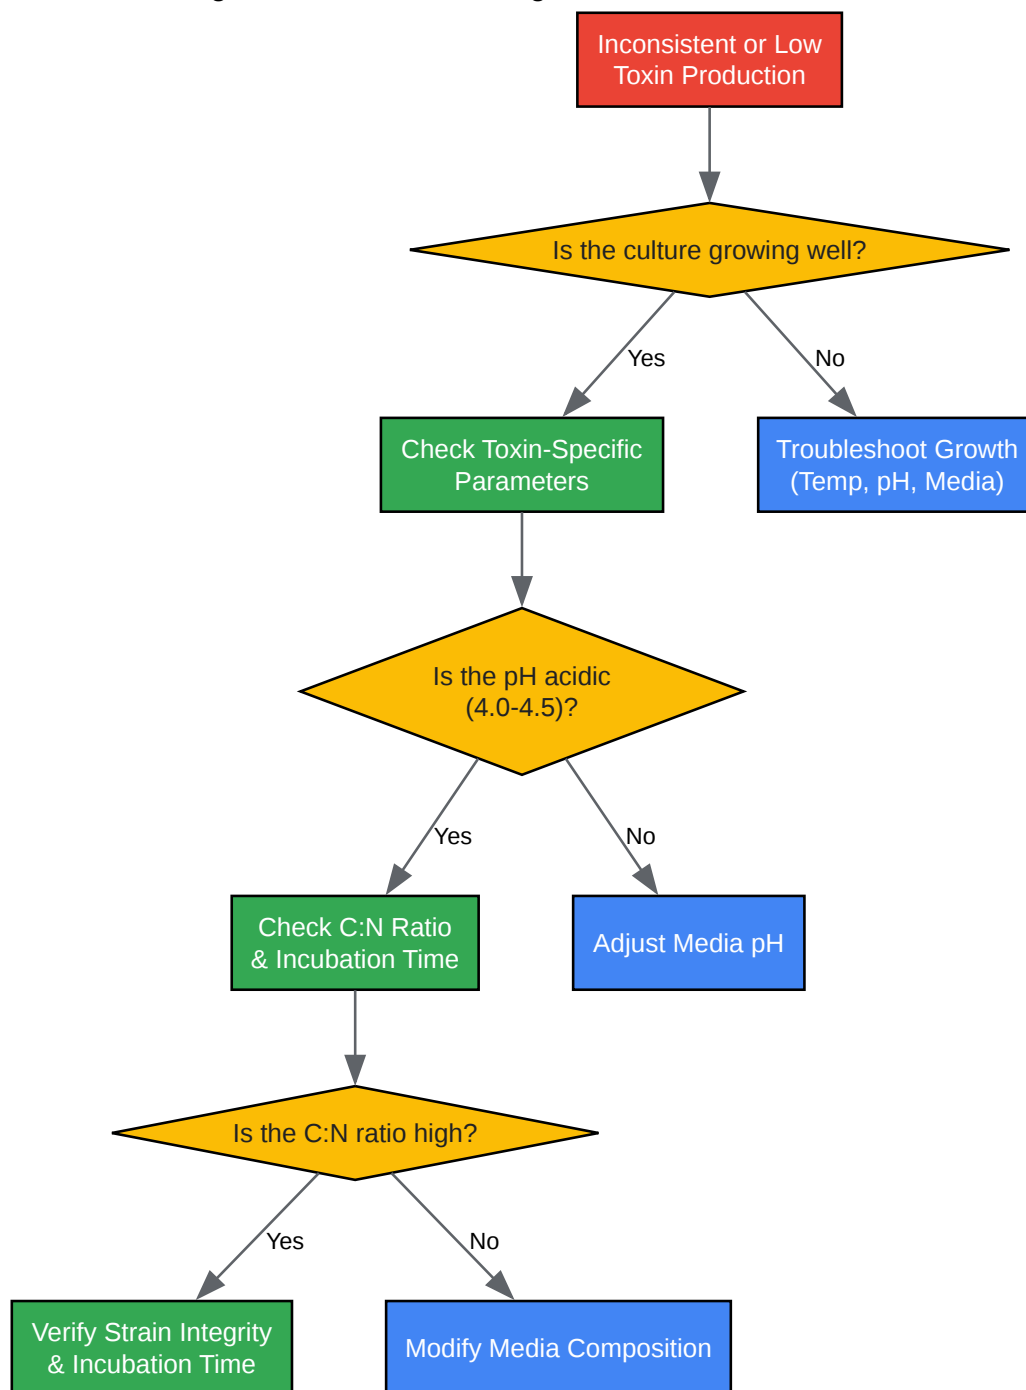 Inconsistent or Low
Toxin Production
Is the culture growing well?
Yes
No
Check Toxin-Specific
Parameters
Troubleshoot Growth
(Temp, pH, Media)
Is the pH acidic
(4.0-4.5)?
Yes
No
Check C:N Ratio
& Incubation Time
Adjust Media pH
Is the C:N ratio high?
Yes
No
Verify Strain Integrity
& Incubation Time
Modify Media Composition